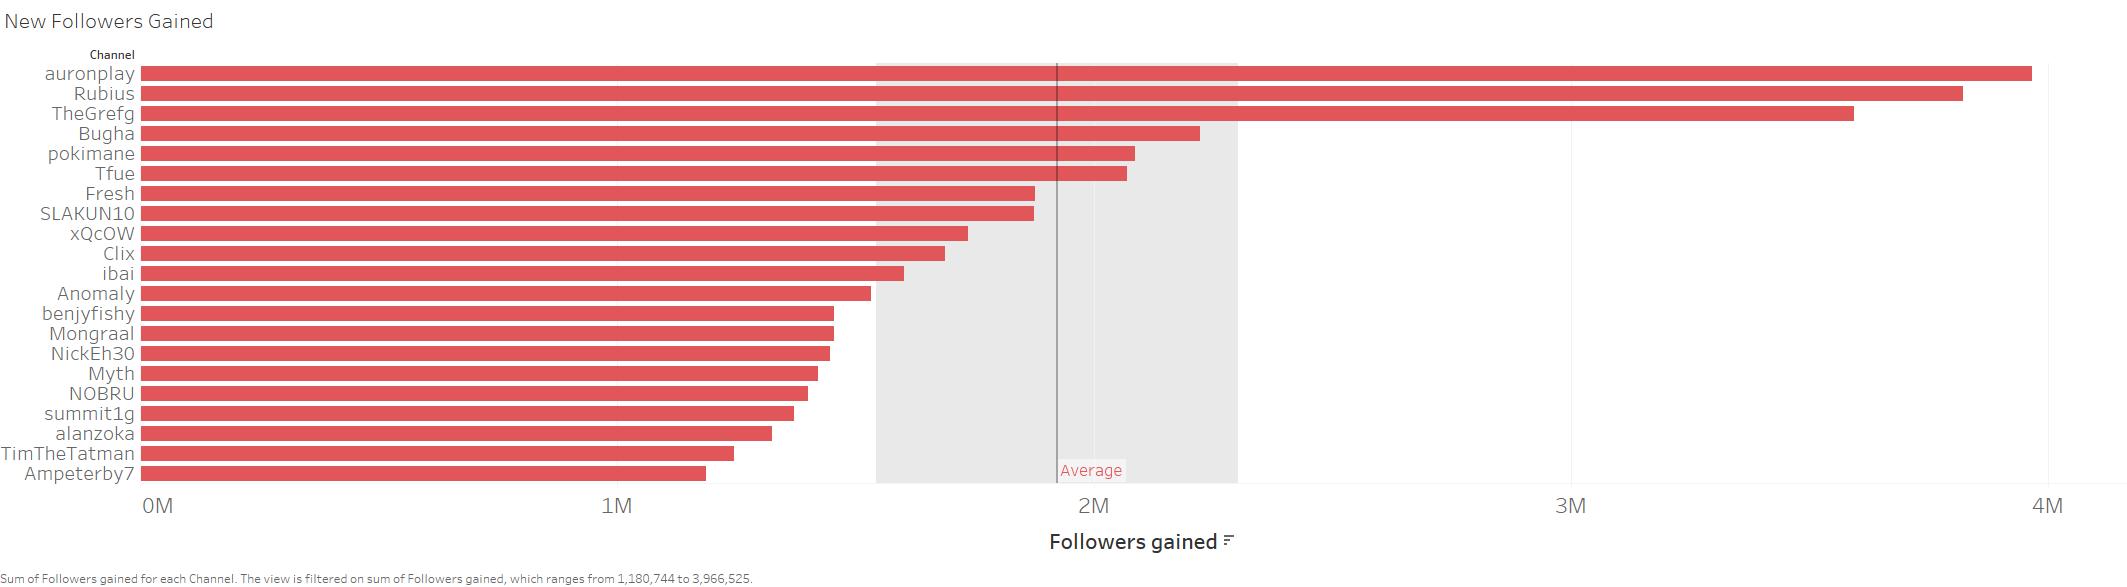 New Followers Gained
Channel
auronplay
Rubius
TheGrefg
Bugha
pokimane
Tfue
Fresh
SLAKUN10
xQcOW
Clix
ibai
Anomaly
benjyfishy
Mongraal
NickEh30
Myth
NOBRU
summit1g
alanzoka
TimTheTatman
Ampeterby7
Average
0M 1M 2M 3M 4M
Followers gained
Sum of Followers gained for each Channel. The view is filtered on sum of Followers gained, which ranges from 1,180,744 to 3,966,525.